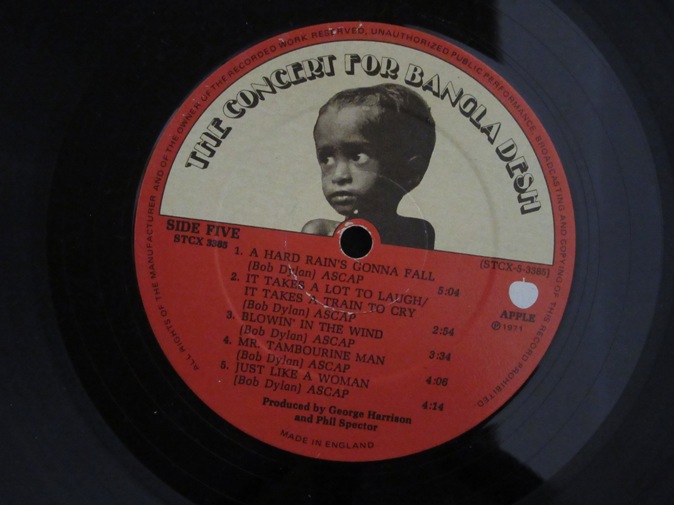 ALL RIGHTS OF THE MANUFACTURER AND OF THE OWNER OF THE RECORDED WORK RESERVED, UNAUTHORIZED PUBLIC PERFORMANCE, BROADCASTING AND COPYING OF THIS RECORD PROHIBITED
THE CONCERT FOR BANGLA DESH
SIDE FIVE
STCX 3385
(STCX-5-3385)
1. A HARD RAIN'S GONNA FALL
(Bob Dylan) ASCAP 5:04
2. IT TAKES A LOT TO LAUGH/
IT TAKES A TRAIN TO CRY
(Bob Dylan) ASCAP 2:54
3. BLOWIN' IN THE WIND
(Bob Dylan) ASCAP 3:34
4. MR. TAMBOURINE MAN
(Bob Dylan) ASCAP 4:06
5. JUST LIKE A WOMAN
(Bob Dylan) ASCAP 4:14
APPLE
℗ 1971
Produced by George Harrison
and Phil Spector
MADE IN ENGLAND